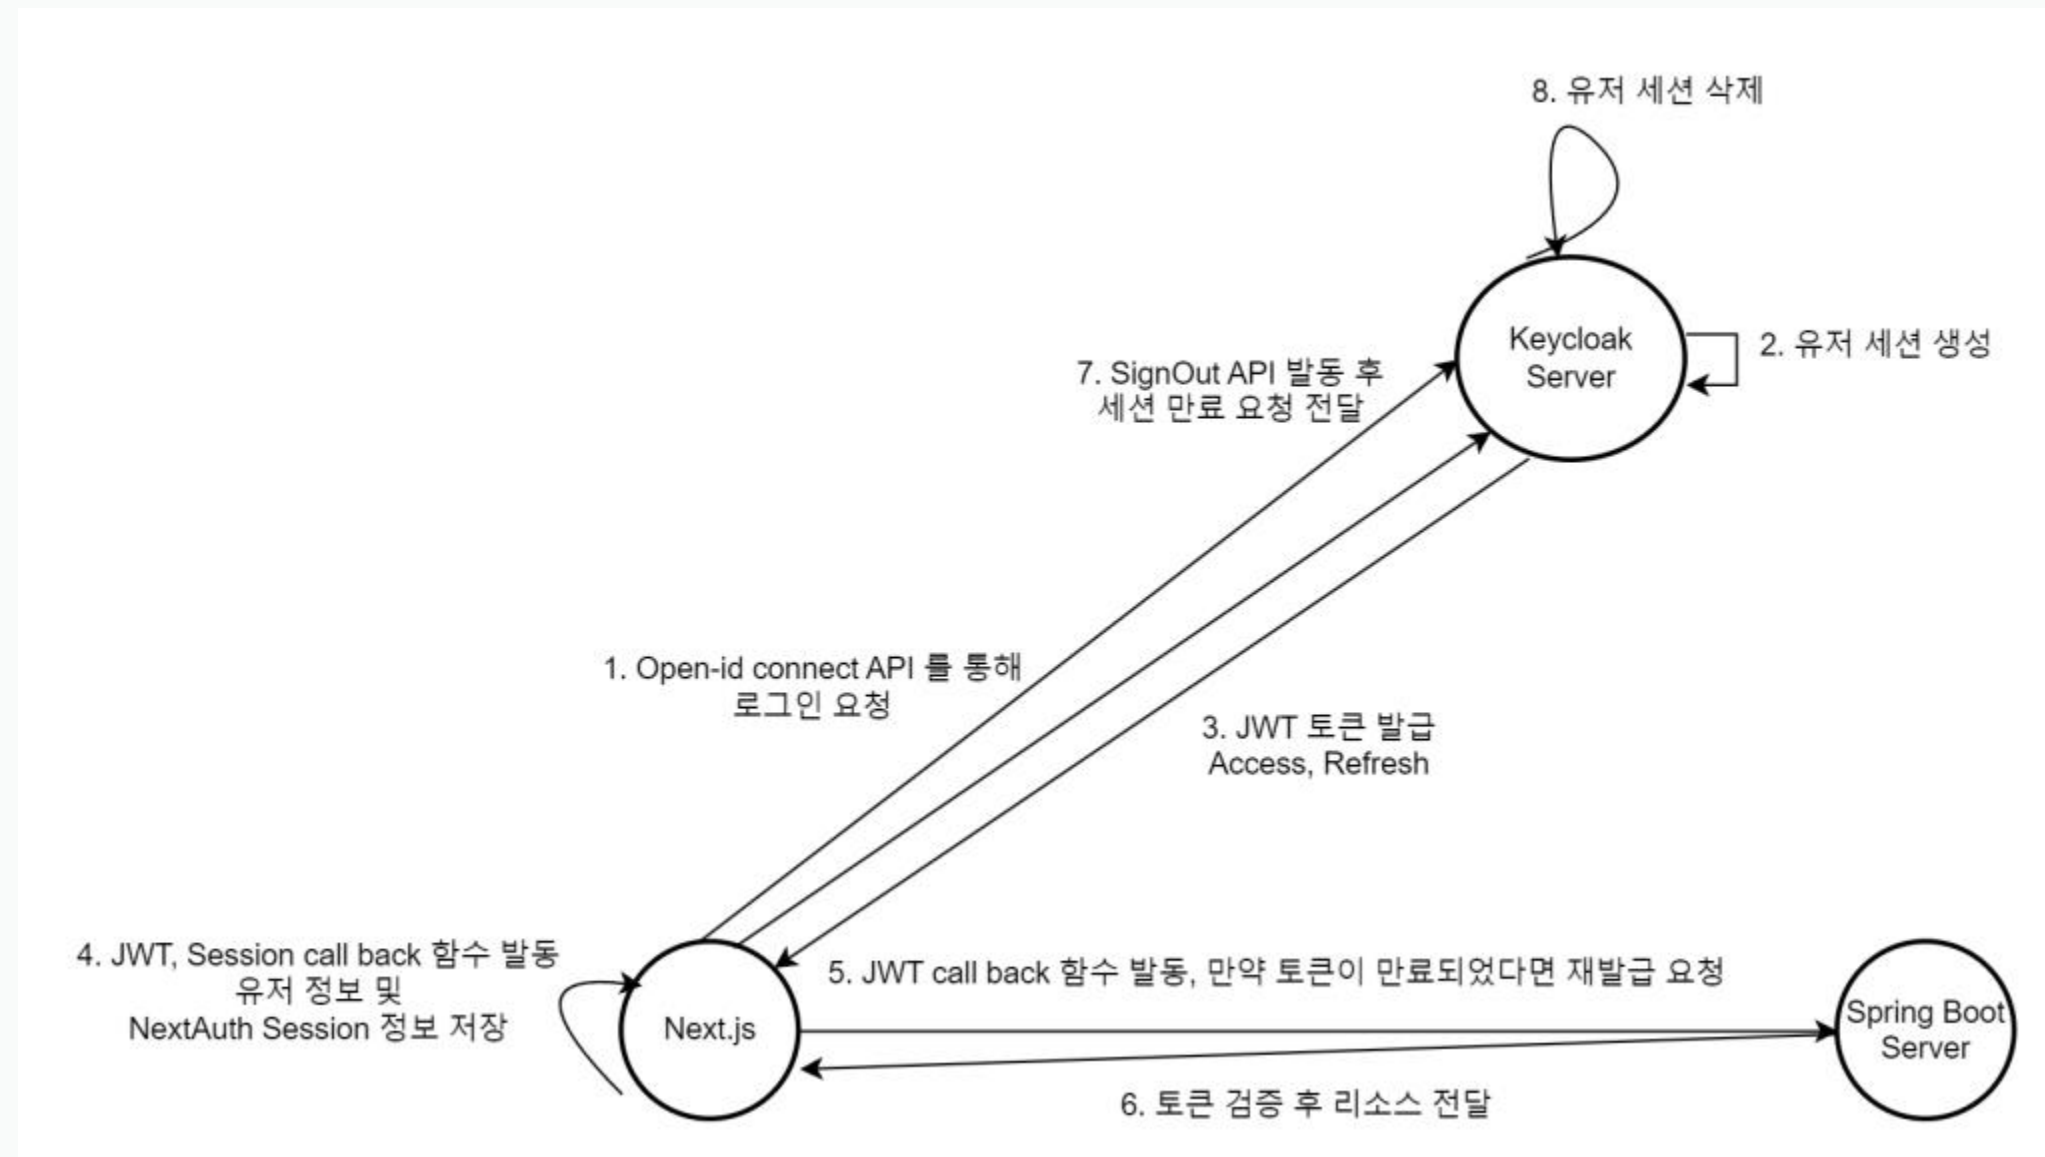 8. 유저 세션 삭제
Keycloak
Server
2. 유저 세션 생성
7. SignOut API 발동 후
세션 만료 요청 전달
1. Open-id connect API 를 통해
로그인 요청
3. JWT 토큰 발급
Access, Refresh
4. JWT, Session call back 함수 발동
유저 정보 및
NextAuth Session 정보 저장
Next.js
5. JWT call back 함수 발동, 만약 토큰이 만료되었다면 재발급 요청
Spring Boot
Server
6. 토큰 검증 후 리소스 전달